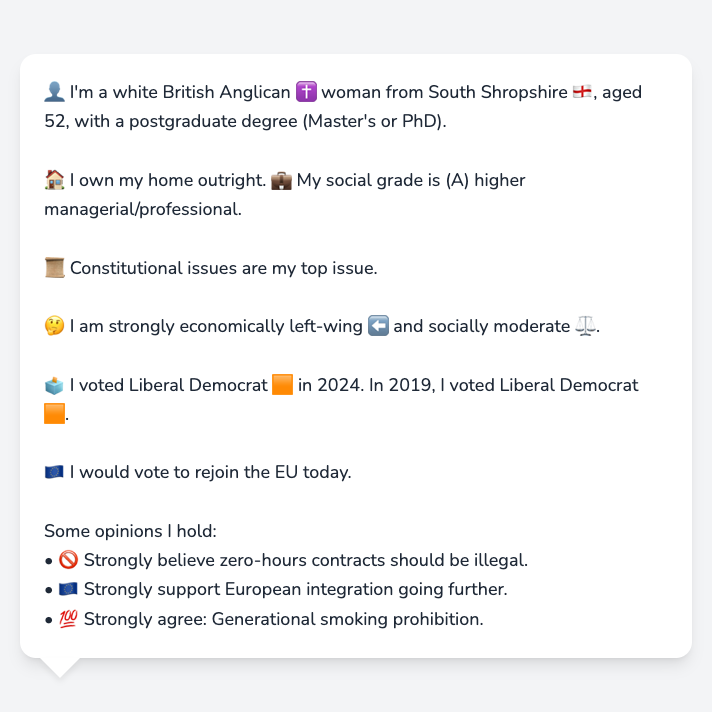 👤 I'm a white British Anglican ✝️ woman from South Shropshire 🏴󠁧󠁢󠁥󠁮󠁧󠁿, aged
52, with a postgraduate degree (Master's or PhD).
🏠 I own my home outright. 💼 My social grade is (A) higher
managerial/professional.
📜 Constitutional issues are my top issue.
🤔 I am strongly economically left-wing ⬅️ and socially moderate ⚖️.
🗳️ I voted Liberal Democrat 🟧 in 2024. In 2019, I voted Liberal Democrat
🟧.
🇪🇺 I would vote to rejoin the EU today.
Some opinions I hold:
• 🚫 Strongly believe zero-hours contracts should be illegal.
• 🇪🇺 Strongly support European integration going further.
• 💯 Strongly agree: Generational smoking prohibition.